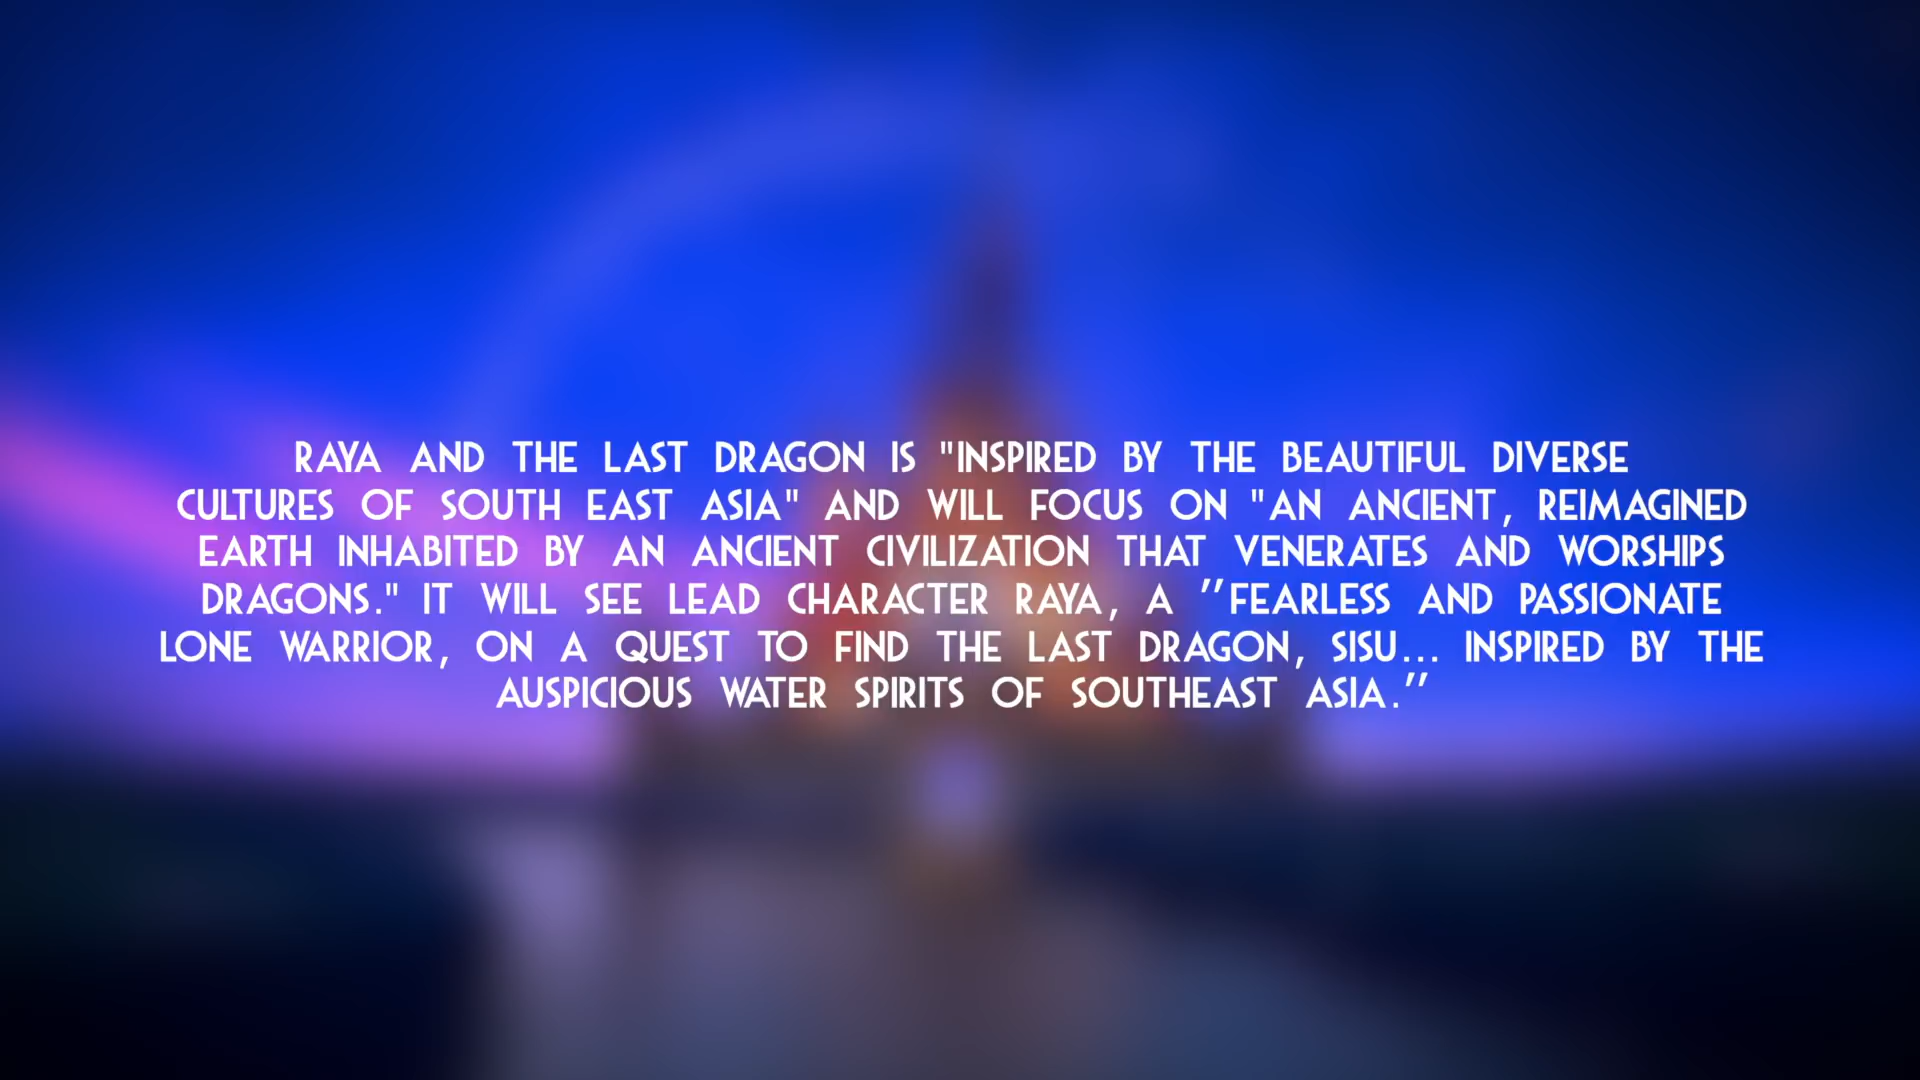 RAYA AND THE LAST DRAGON IS "INSPIRED BY THE BEAUTIFUL DIVERSE
CULTURES OF SOUTH EAST ASIA" AND WILL FOCUS ON "AN ANCIENT, REIMAGINED
EARTH INHABITED BY AN ANCIENT CIVILIZATION THAT VENERATES AND WORSHIPS
DRAGONS." IT WILL SEE LEAD CHARACTER RAYA, A ’’FEARLESS AND PASSIONATE
LONE WARRIOR, ON A QUEST TO FIND THE LAST DRAGON, SISU... INSPIRED BY THE
AUSPICIOUS WATER SPIRITS OF SOUTHEAST ASIA.’’